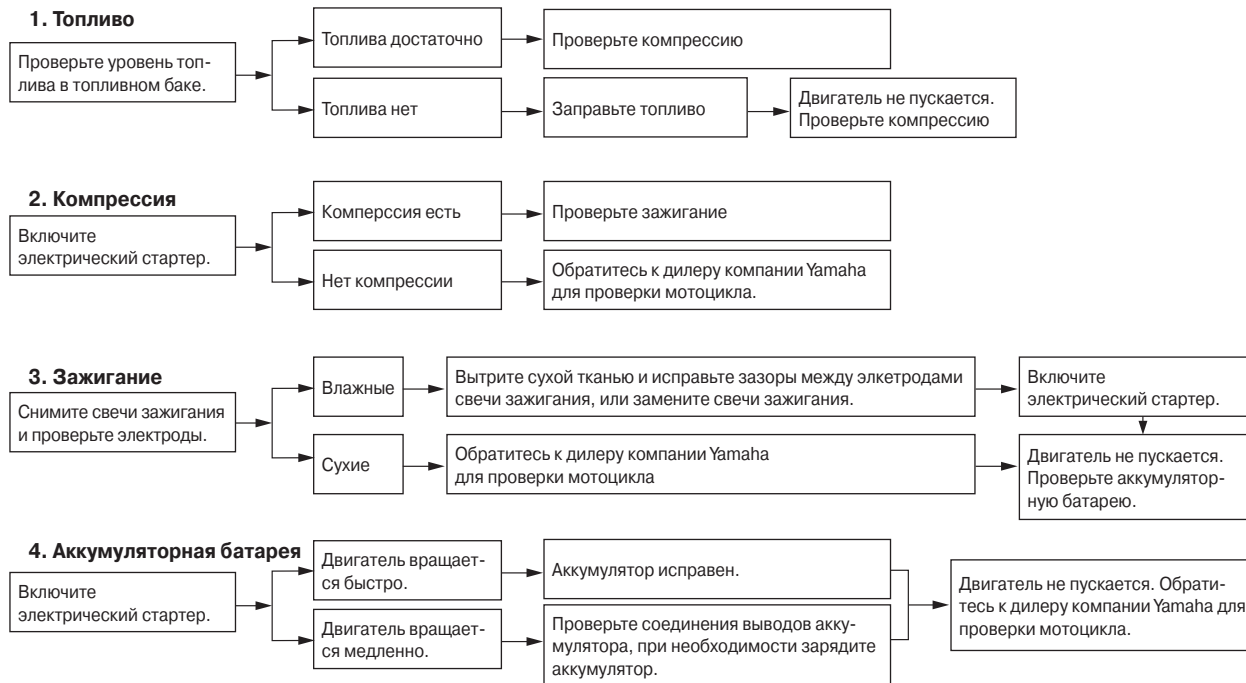 1. Топливо
Проверьте уровень топ-
лива в топливном баке.
Топлива достаточно
Проверьте компрессию
Топлива нет
Заправьте топливо
Двигатель не пускается.
Проверьте компрессию
2. Компрессия
Включите
электрический стартер.
Комперссия есть
Проверьте зажигание
Нет компрессии
Обратитесь к дилеру компании Yamaha
для проверки мотоцикла.
3. Зажигание
Снимите свечи зажигания
и проверьте электроды.
Влажные
Вытрите сухой тканью и исправьте зазоры между элкетродами
свечи зажигания, или замените свечи зажигания.
Включите
электрический стартер.
Сухие
Обратитесь к дилеру компании Yamaha
для проверки мотоцикла
Двигатель не пускается.
Проверьте аккумулятор-
ную батарею.
4. Аккумуляторная батарея
Включите
электрический стартер.
Двигатель вращает-
ся быстро.
Аккумулятор исправен.
Двигатель вращает-
ся медленно.
Проверьте соединения выводов акку-
мулятора, при необходимости зарядите
аккумулятор.
Двигатель не пускается. Обрати-
тесь к дилеру компании Yamaha для
проверки мотоцикла.